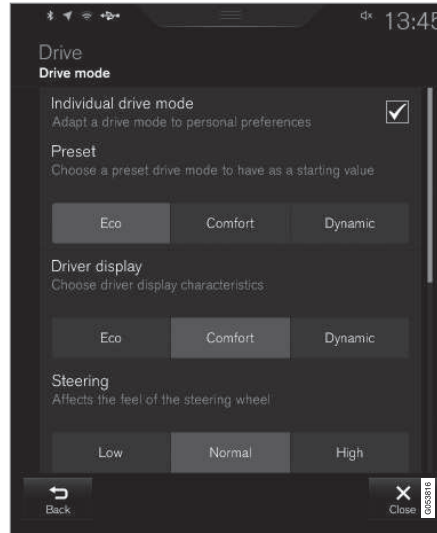 13:45
Drive
Drive mode
Individual drive mode
Adapt a drive mode to personal preferences
Preset
Choose a preset drive mode to have as a starting value
Eco Comfort Dynamic
Driver display
Choose driver display characteristics
Eco Comfort Dynamic
Steering
Affects the feel of the steering wheel
Low Normal High
Back Close
G053816